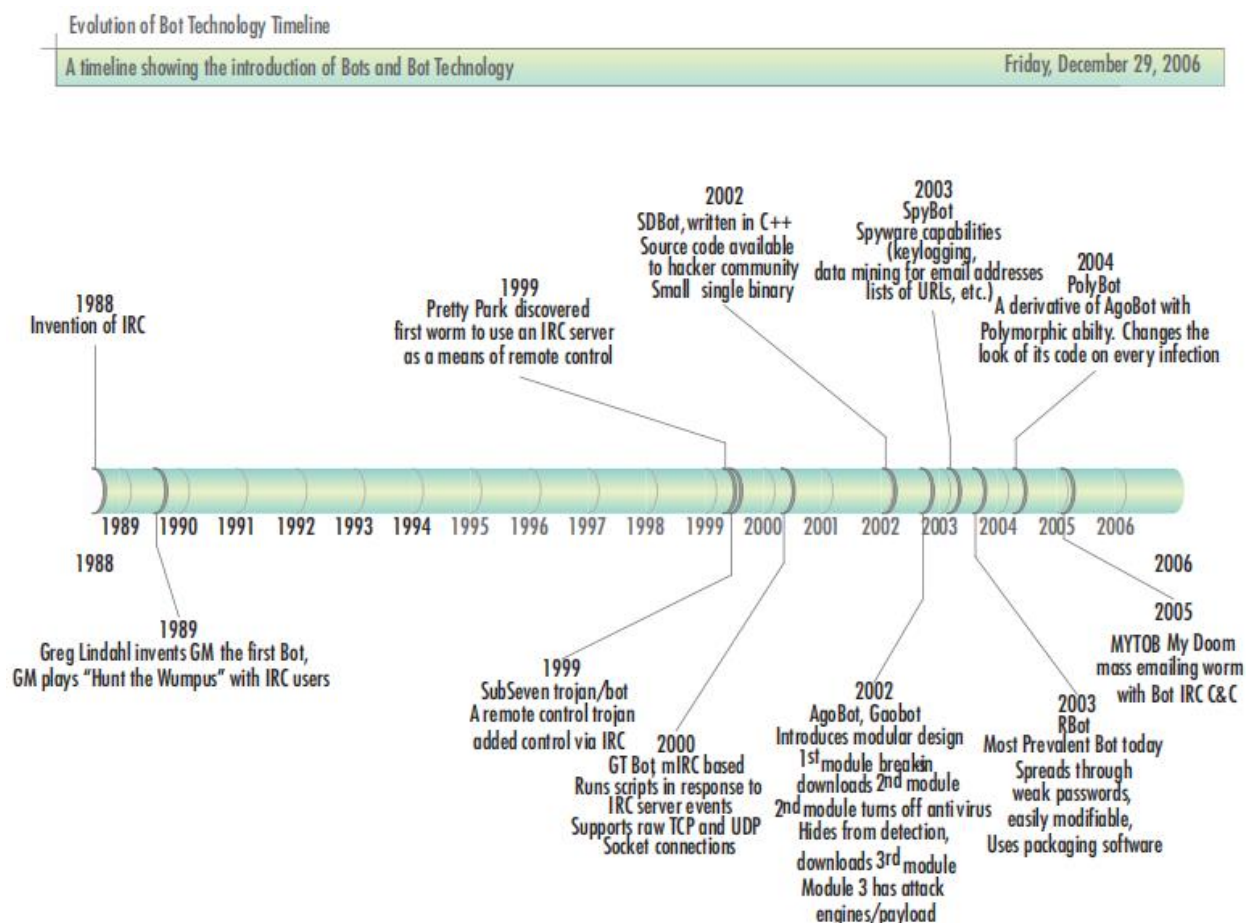 Evolution of Bot Technology Timeline
A timeline showing the introduction of Bots and Bot Technology
Friday, December 29, 2006
1988
Invention of IRC
1999
Pretty Park discovered
first worm to use an IRC server
as a means of remote control
2002
SDBot, written in C++
Source code available
to hacker community
Small single binary
2003
SpyBot
Spyware capabilities
(keylogging,
data mining for email addresses
lists of URLs, etc.)
2004
PolyBot
A derivative of AgoBot with
Polymorphic abilty. Changes the
look of its code on every infection
1989 1990 1991 1992 1993 1994 1995 1996 1997 1998 1999 2000 2001 2002 2003 2004 2005 2006
1988
2006
1989
Greg Lindahl invents GM the first Bot,
GM plays “Hunt the Wumpus” with IRC users
1999
SubSeven trojan/bot
A remote control trojan
added control via IRC
2000
GT Bot, mIRC based
Runs scripts in response to
IRC server events
Supports raw TCP and UDP
Socket connections
2002
AgoBot, Gaobot
Introduces modular design
1st module breaks in
downloads 2nd module
2nd module turns off antivirus
Hides from detection,
downloads 3rd module
Module 3 has attack
engines/payload
2003
RBot
Most Prevalent Bot today
Spreads through
weak passwords,
easily modifiable,
Uses packaging software
2005
MYTOB My Doom
mass emailing worm
with Bot IRC C&C